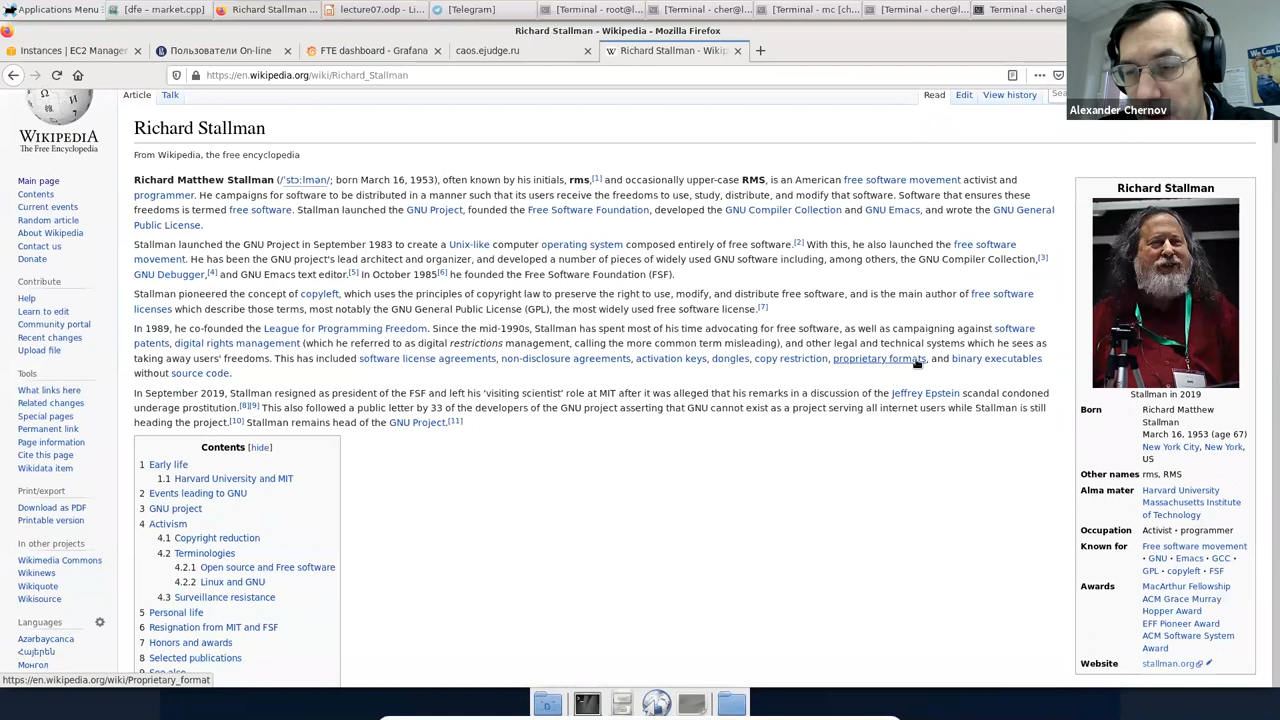 Applications Menu
[dfe – market.cpp]
Richard Stallman ...
lecture07.odp - Li...
[Telegram]
[Terminal - root@l...
[Terminal - cher@l...
[Terminal - mc [ch...
[Terminal - cher@l...
Terminal - cher@l...
Richard Stallman - Wikipedia - Mozilla Firefox
Instances | EC2 Manager
Пользователи On-line
FTE dashboard - Grafana
caos.ejudge.ru
Richard Stallman - Wikip
https://en.wikipedia.org/wiki/Richard_Stallman
Alexander Chernov
We Can D
WIKIPEDIA
The Free Encyclopedia
Main page
Contents
Current events
Random article
About Wikipedia
Contact us
Donate
Contribute
Help
Learn to edit
Community portal
Recent changes
Upload file
Tools
What links here
Related changes
Special pages
Permanent link
Page information
Cite this page
Wikidata item
Print/export
Download as PDF
Printable version
In other projects
Wikimedia Commons
Wikinews
Wikiquote
Wikisource
Languages
Azərbaycanca
Հայերեն
Монгол
https://en.wikipedia.org/wiki/Proprietary_format
Article Talk
Read Edit View history
Sea
Richard Stallman
From Wikipedia, the free encyclopedia
Richard Matthew Stallman (/ˈstɔːlmən/; born March 16, 1953), often known by his initials, rms,[1] and occasionally upper-case RMS, is an American free software movement activist and
programmer. He campaigns for software to be distributed in a manner such that its users receive the freedoms to use, study, distribute, and modify that software. Software that ensures these
freedoms is termed free software. Stallman launched the GNU Project, founded the Free Software Foundation, developed the GNU Compiler Collection and GNU Emacs, and wrote the GNU General
Public License.
Stallman launched the GNU Project in September 1983 to create a Unix-like computer operating system composed entirely of free software.[2] With this, he also launched the free software
movement. He has been the GNU project's lead architect and organizer, and developed a number of pieces of widely used GNU software including, among others, the GNU Compiler Collection,[3]
GNU Debugger,[4] and GNU Emacs text editor.[5] In October 1985[6] he founded the Free Software Foundation (FSF).
Stallman pioneered the concept of copyleft, which uses the principles of copyright law to preserve the right to use, modify, and distribute free software, and is the main author of free software
licenses which describe those terms, most notably the GNU General Public License (GPL), the most widely used free software license.[7]
In 1989, he co-founded the League for Programming Freedom. Since the mid-1990s, Stallman has spent most of his time advocating for free software, as well as campaigning against software
patents, digital rights management (which he referred to as digital restrictions management, calling the more common term misleading), and other legal and technical systems which he sees as
taking away users' freedoms. This has included software license agreements, non-disclosure agreements, activation keys, dongles, copy restriction, proprietary formats, and binary executables
without source code.
In September 2019, Stallman resigned as president of the FSF and left his 'visiting scientist' role at MIT after it was alleged that his remarks in a discussion of the Jeffrey Epstein scandal condoned
underage prostitution.[8][9] This also followed a public letter by 33 of the developers of the GNU project asserting that GNU cannot exist as a project serving all internet users while Stallman is still
heading the project.[10] Stallman remains head of the GNU Project.[11]
Contents [hide]
1 Early life
1.1 Harvard University and MIT
2 Events leading to GNU
3 GNU project
4 Activism
4.1 Copyright reduction
4.2 Terminologies
4.2.1 Open source and Free software
4.2.2 Linux and GNU
4.3 Surveillance resistance
5 Personal life
6 Resignation from MIT and FSF
7 Honors and awards
8 Selected publications
9 See also
Richard Stallman
Stallman in 2019
Born Richard Matthew
Stallman
March 16, 1953 (age 67)
New York City, New York,
US
Other names rms, RMS
Alma mater Harvard University
Massachusetts Institute
of Technology
Occupation Activist • programmer
Known for Free software movement
• GNU • Emacs • GCC •
GPL • copyleft • FSF
Awards MacArthur Fellowship
ACM Grace Murray
Hopper Award
EFF Pioneer Award
ACM Software System
Award
Website stallman.org